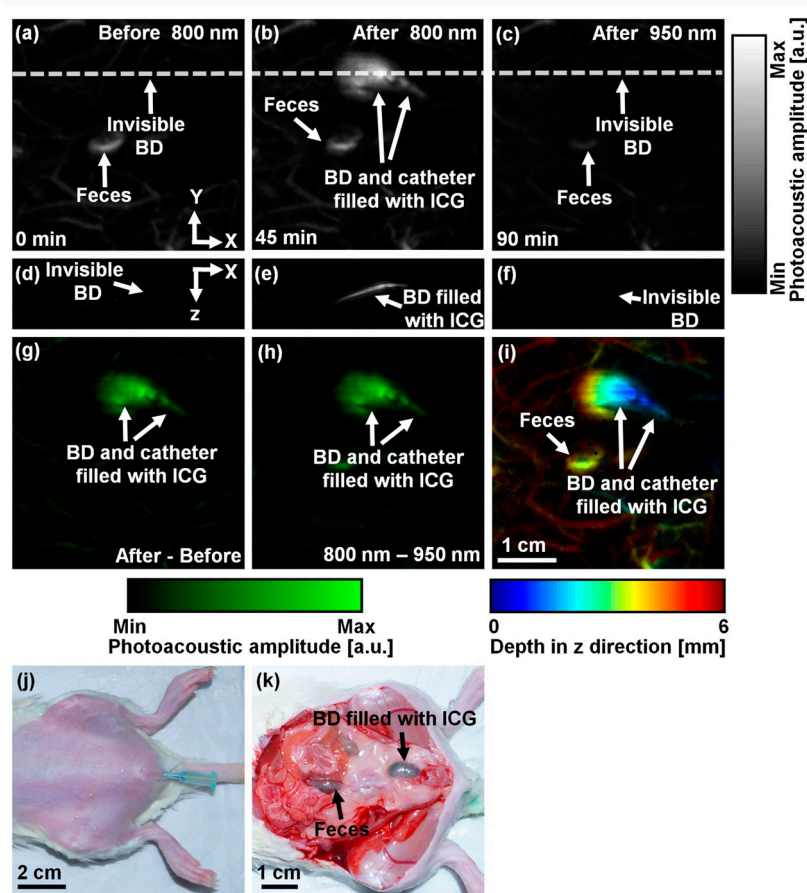 (a) Before 800 nm
Invisible
BD
Feces
Y
X
0 min
(b) After 800 nm
Feces
BD and catheter
filled with ICG
45 min
(c) After 950 nm
Invisible
BD
Feces
90 min
Max
Min
Photoacoustic amplitude [a.u.]
(d) Invisible
BD
X
z
(e)
BD filled
with ICG
(f)
Invisible
BD
(g)
BD and catheter
filled with ICG
After - Before
(h)
BD and catheter
filled with ICG
800 nm – 950 nm
(i)
Feces
BD and catheter
filled with ICG
1 cm
Min Max
Photoacoustic amplitude [a.u.]
0 6
Depth in z direction [mm]
(j)
2 cm
(k)
BD filled with ICG
Feces
1 cm